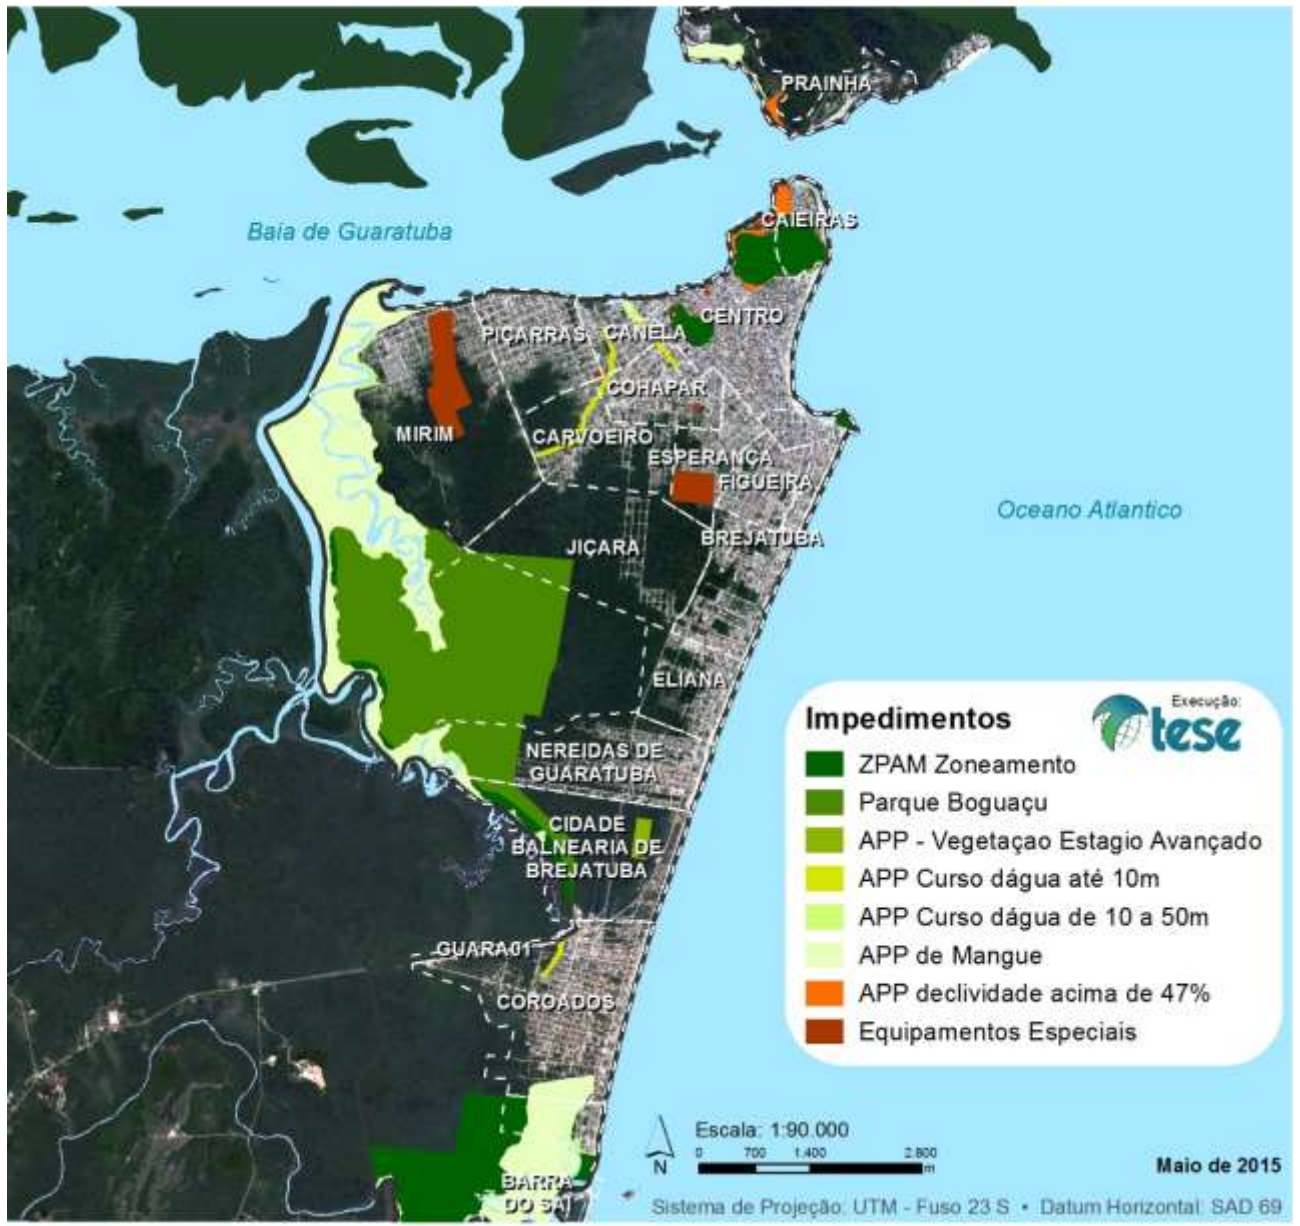 PRAINHA
CAIEIRAS
Baia de Guaratuba
CENTRO
PIÇARRAS
CANELA
COHAPAR
MIRIM
CARVOEIRO
ESPERANÇA
FIGUEIRA
Oceano Atlantico
BREJATUBA
JIÇARA
ELIANA
NEREIDAS DE
GUARATUBA
CIDADE
BALNEARIA DE
BREJATUBA
GUARA01
COROADOS
BARRA
DO SAI
Impedimentos
Execução:
tese
ZPAM Zoneamento
Parque Boguaçu
APP - Vegetaçao Estagio Avançado
APP Curso dágua até 10m
APP Curso dágua de 10 a 50m
APP de Mangue
APP declividade acima de 47%
Equipamentos Especiais
Escala: 1:90.000
0 700 1.400 2.800
m
N
Maio de 2015
Sistema de Projeção: UTM - Fuso 23 S • Datum Horizontal: SAD 69